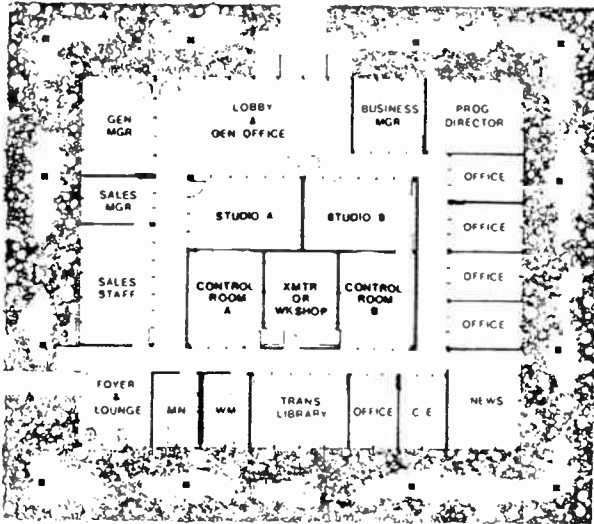 GEN
MGR
LOBBY
&
GEN OFFICE
BUSINESS
MGR
PROG
DIRECTOR
OFFICE
SALES
MGR
STUDIO A
STUDIO B
OFFICE
SALES
STAFF
CONTROL
ROOM
A
XMTR
OR
WKSHOP
CONTROL
ROOM
B
OFFICE
OFFICE
FOYER
&
LOUNGE
MN
WM
TRANS
LIBRARY
OFFICE
C E
NEWS